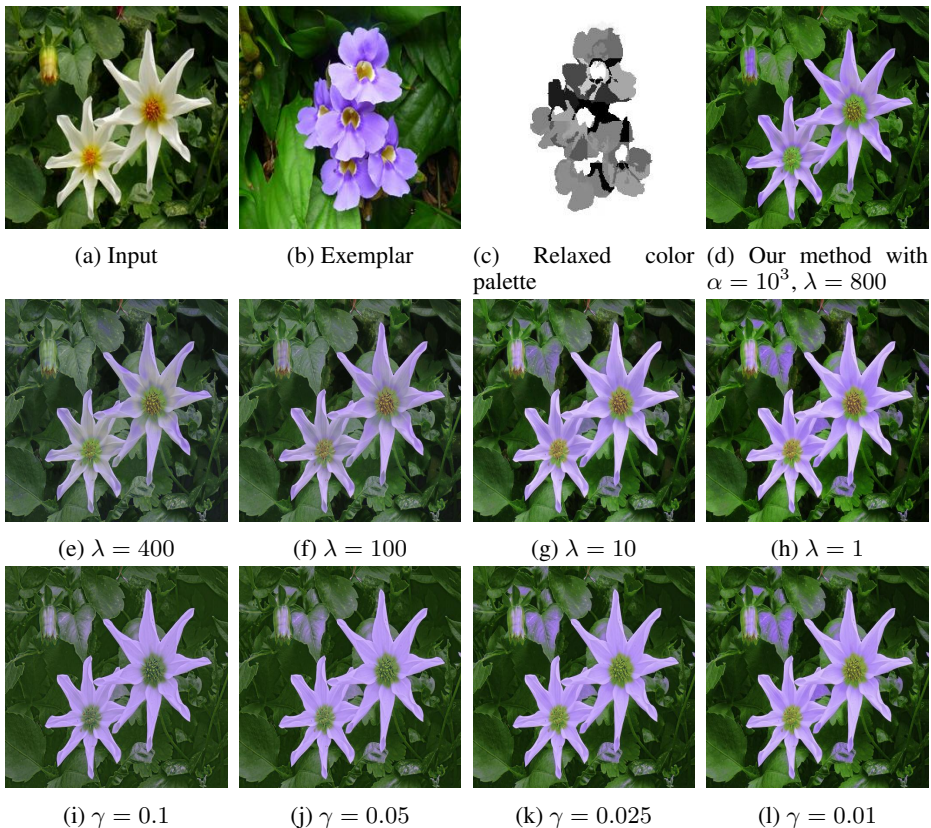 (a) Input
(b) Exemplar
(c) Relaxed color
palette
(d) Our method with
α = 10³, λ = 800
(e) λ = 400
(f) λ = 100
(g) λ = 10
(h) λ = 1
(i) γ = 0.1
(j) γ = 0.05
(k) γ = 0.025
(l) γ = 0.01